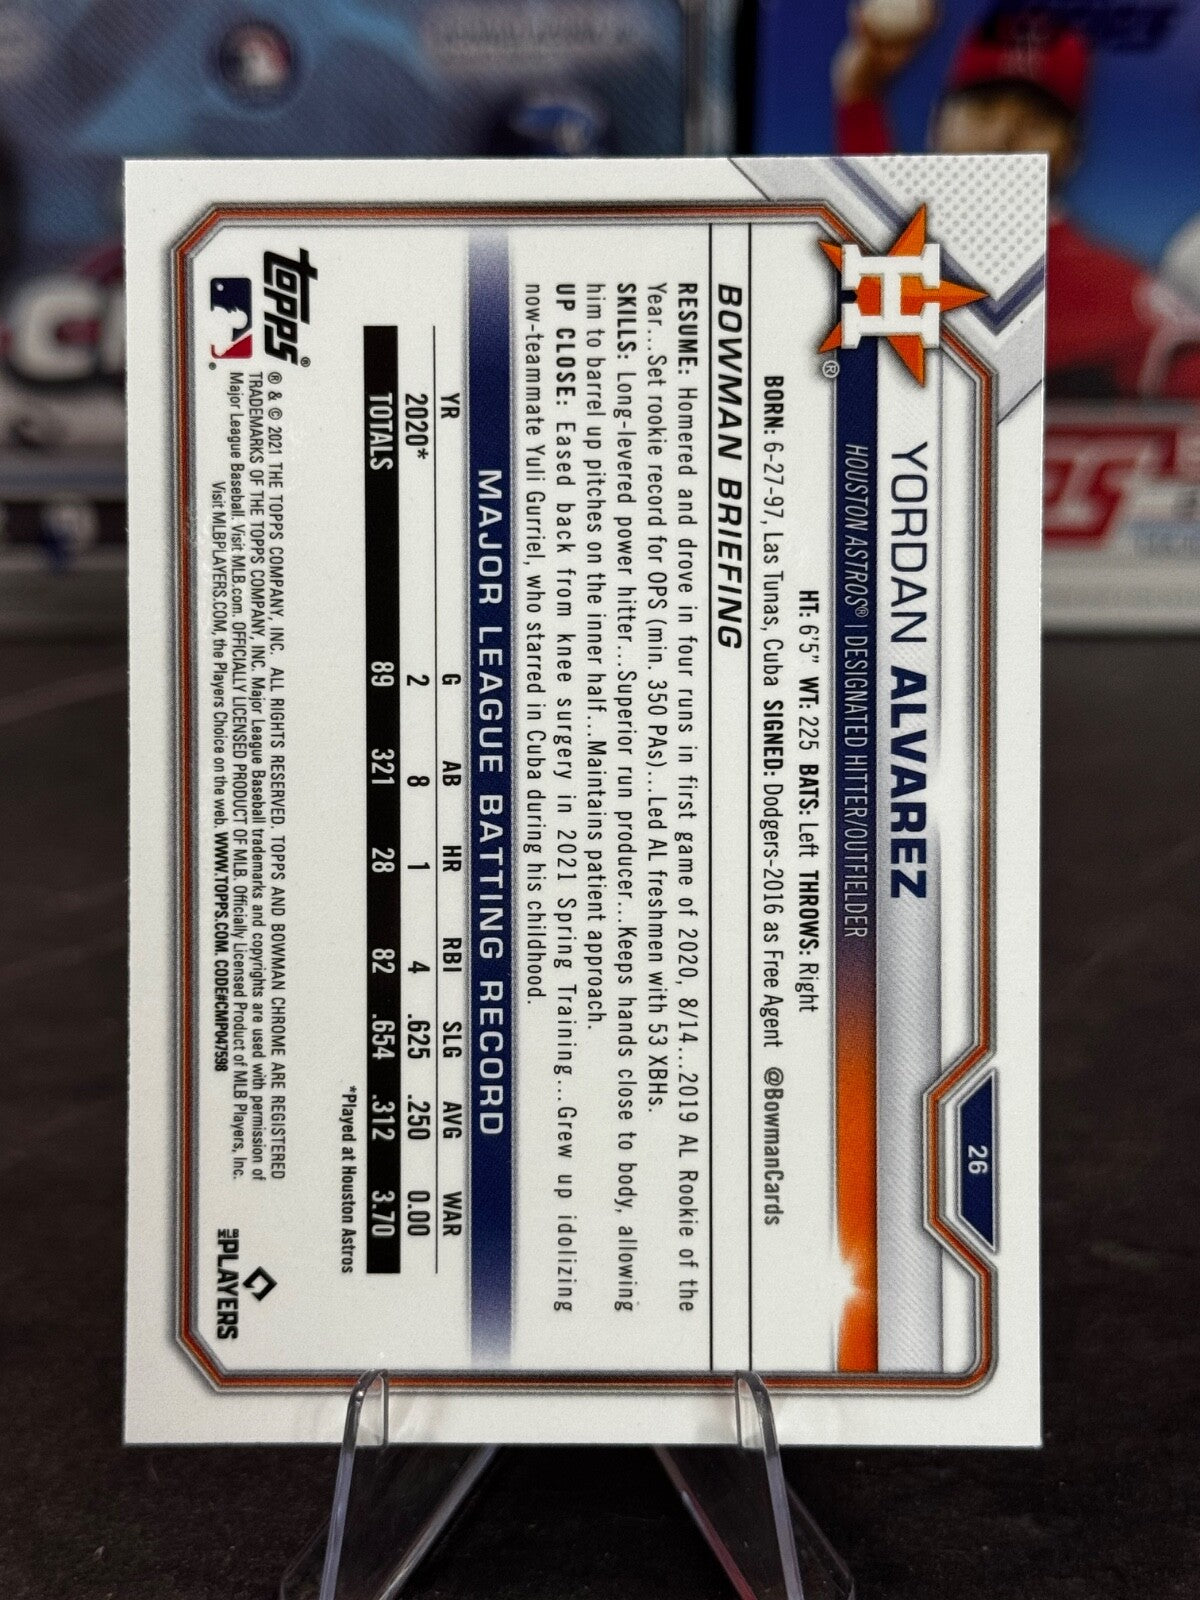 26
YORDAN ALVAREZ
HOUSTON ASTROS® | DESIGNATED HITTER/OUTFIELDER
H
®
HT: 6'5" WT: 225 BATS: Left THROWS: Right
BORN: 6-27-97, Las Tunas, Cuba SIGNED: Dodgers-2016 as Free Agent @BowmanCards
BOWMAN BRIEFING
RESUME: Homered and drove in four runs in first game of 2020, 8/14...2019 AL Rookie of the
Year...Set rookie record for OPS (min. 350 PAs)...Led AL freshmen with 53 XBHs.
SKILLS: Long-levered power hitter...Superior run producer...Keeps hands close to body, allowing
him to barrel up pitches on the inner half...Maintains patient approach.
UP CLOSE: Eased back from knee surgery in 2021 Spring Training...Grew up idolizing
now-teammate Yuli Gurriel, who starred in Cuba during his childhood.
MAJOR LEAGUE BATTING RECORD
YR G AB HR RBI SLG AVG WAR
2020* 2 8 1 4 .625 .250 0.00
TOTALS 89 321 28 82 .654 .312 3.70
*Played at Houston Astros
topps®
® & © 2021 THE TOPPS COMPANY, INC. ALL RIGHTS RESERVED. TOPPS AND BOWMAN CHROME ARE REGISTERED
TRADEMARKS OF THE TOPPS COMPANY, INC. Major League Baseball trademarks and copyrights are used with permission of
Major League Baseball. Visit MLB.com. OFFICIALLY LICENSED PRODUCT OF MLB. Officially Licensed Product of MLB Players, Inc.
Visit MLBPLAYERS.COM, the Players Choice on the web. WWW.TOPPS.COM. CODE#CMP047598
MLB PLAYERS